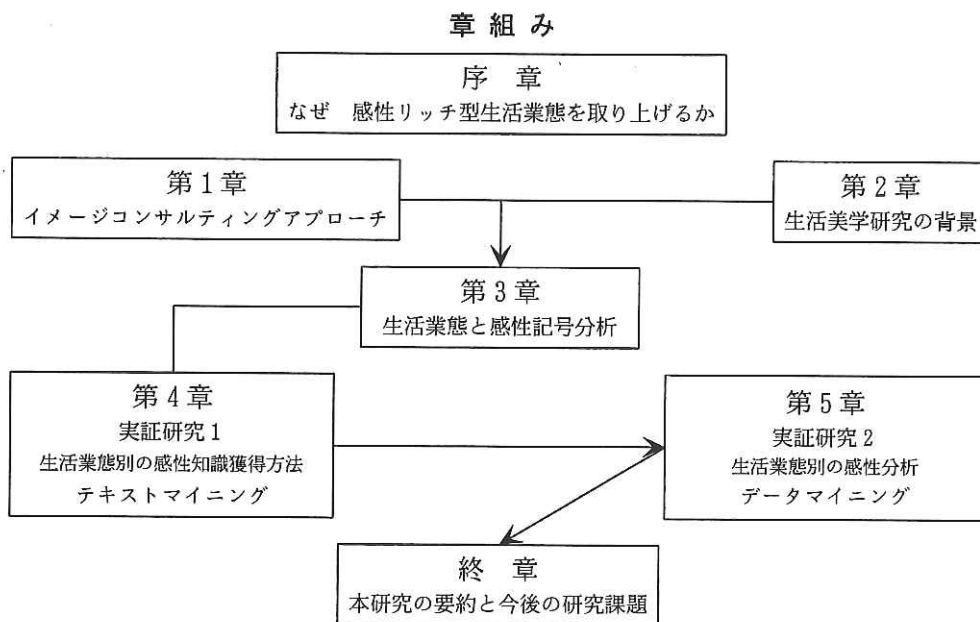 章組み
序 章
なぜ 感性リッチ型生活業態を取り上げるか
第1章
イメージコンサルティングアプローチ
第2章
生活美学研究の背景
第3章
生活業態と感性記号分析
第4章
実証研究1
生活業態別の感性知識獲得方法
テキストマイニング
第5章
実証研究2
生活業態別の感性分析
データマイニング
終 章
本研究の要約と今後の研究課題